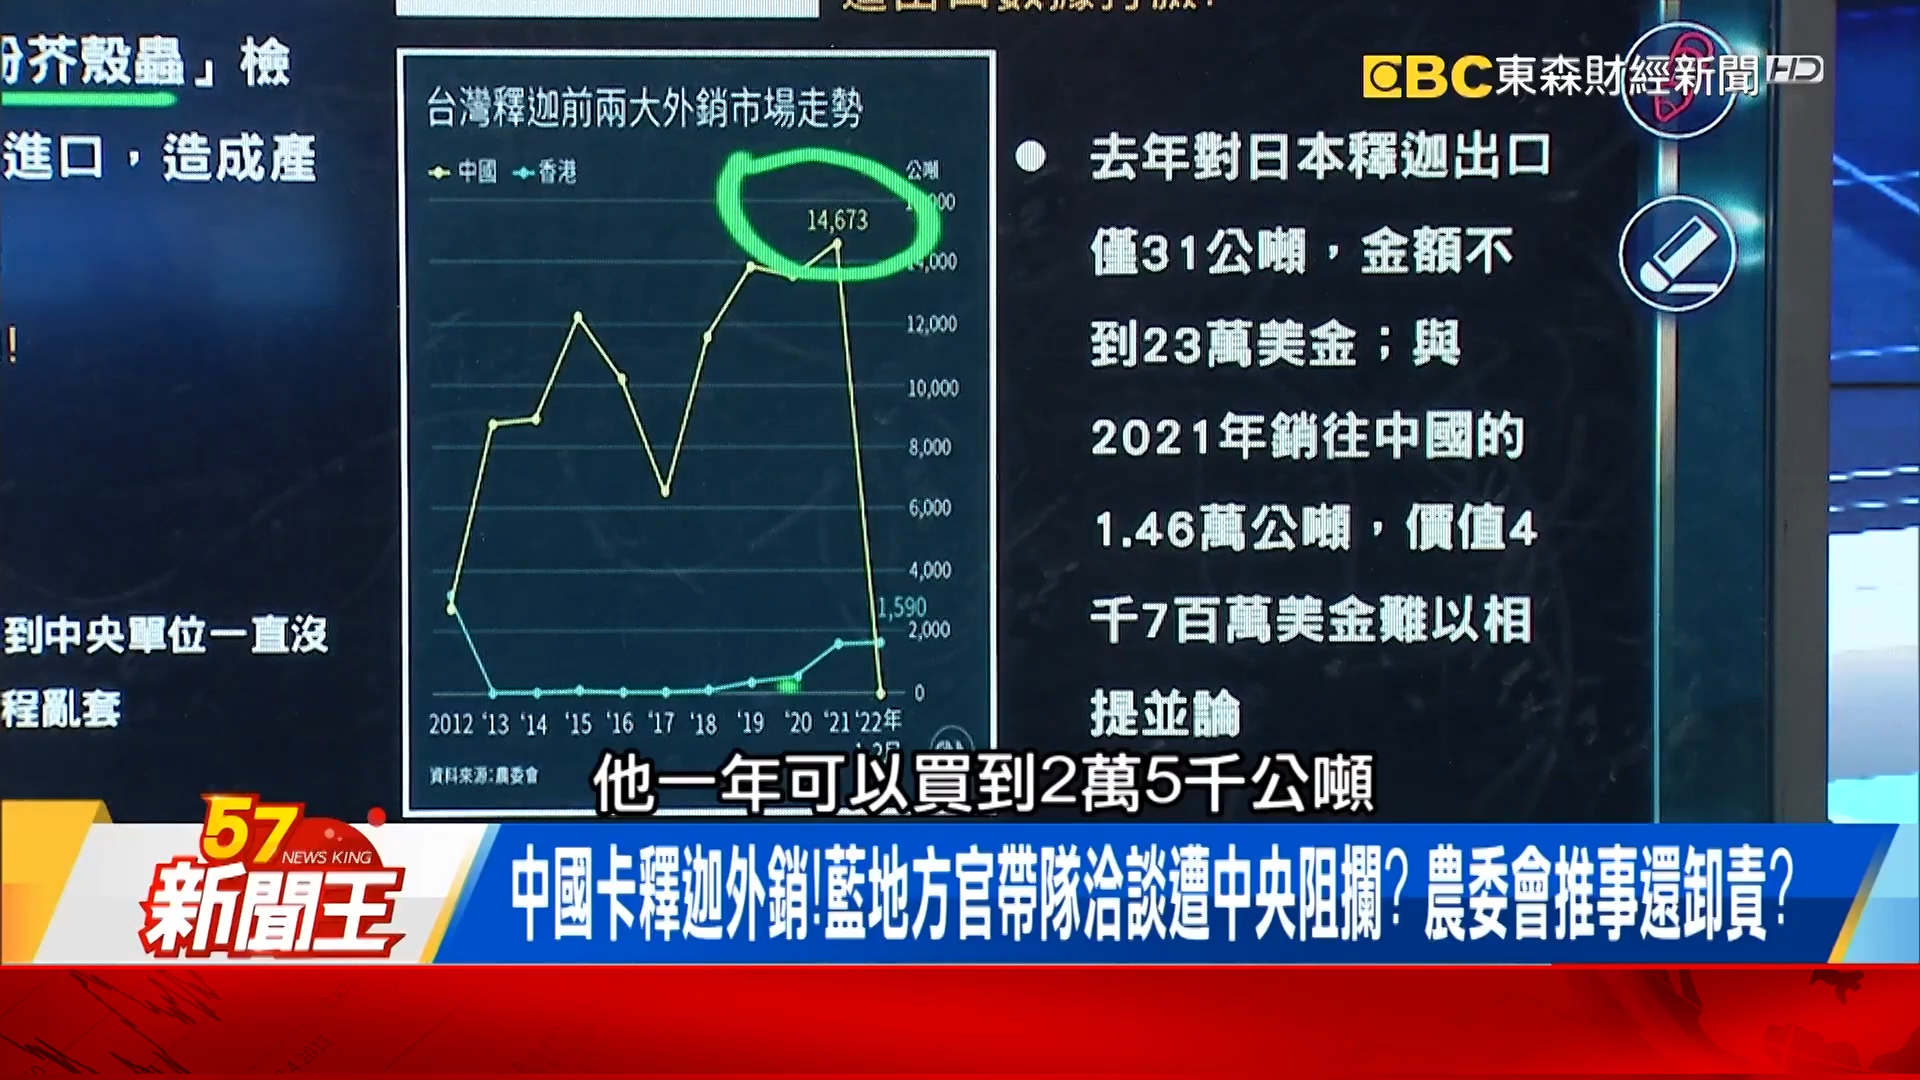 份芥殼蟲」檢
進口，造成產
！
到中央單位一直沒
程亂套
台灣釋迦前兩大外銷市場走勢
中國 香港
公噸
14,673
14,000
12,000
10,000
8,000
6,000
4,000
1,590
2,000
0
2012 '13 '14 '15 '16 '17 '18 '19 '20 '21 '22年
資料來源:農委會
EBC東森財經新聞HD
去年對日本釋迦出口
僅31公噸，金額不
到23萬美金；與
2021年銷往中國的
1.46萬公噸，價值4
千7百萬美金難以相
提並論
他一年可以買到2萬5千公噸
57
NEWS KING
新聞王
中國卡釋迦外銷!藍地方官帶隊洽談遭中央阻攔? 農委會推事還卸責?